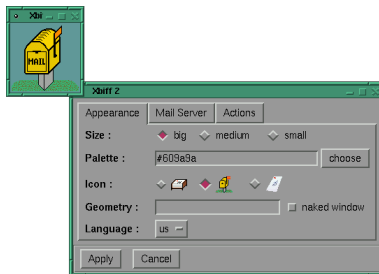 Xbi
MAIL
Xbiff 2
Appearance Mail Server Actions
Size : big medium small
Palette : #609a9a choose
Icon :
Geometry : naked window
Language : us
Apply Cancel